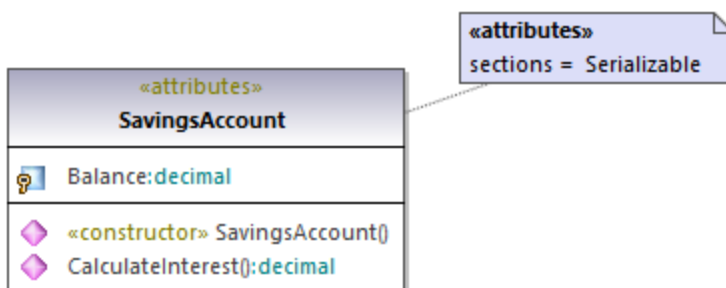 «attributes»
sections = Serializable
«attributes»
SavingsAccount
Balance:decimal
«constructor» SavingsAccount()
CalculateInterest():decimal